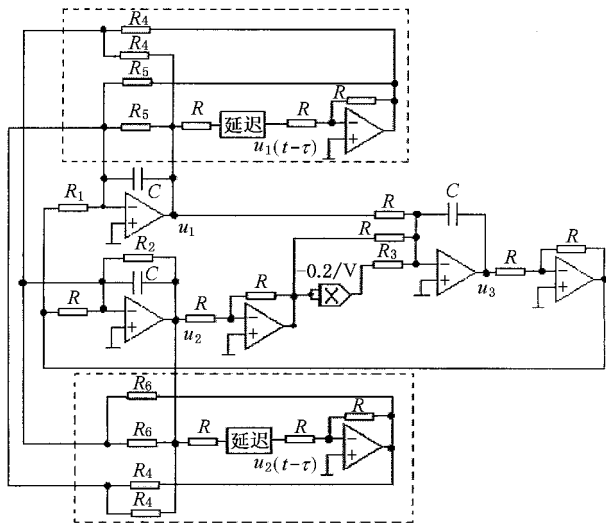 R4
R4
R5
R5
R
延迟
R
R
−
+
u1(t-τ)
C
R1
−
+
u1
R
C
R2
R
R
R3
-0.2/V
C
R
R
−
+
u2
R
−
+
−
+
u3
R
−
+
R6
R6
R
延迟
R
R
−
+
u2(t-τ)
R4
R4